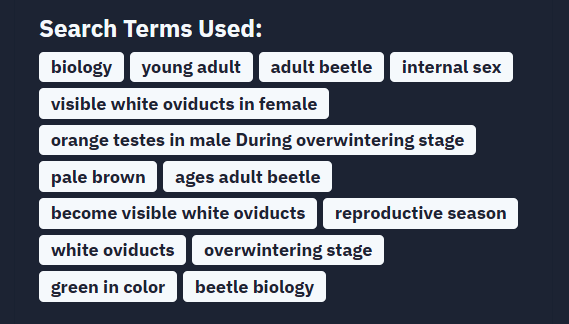 Search Terms Used:
biology young adult adult beetle internal sex
visible white oviducts in female
orange testes in male During overwintering stage
pale brown ages adult beetle
become visible white oviducts reproductive season
white oviducts overwintering stage
green in color beetle biology